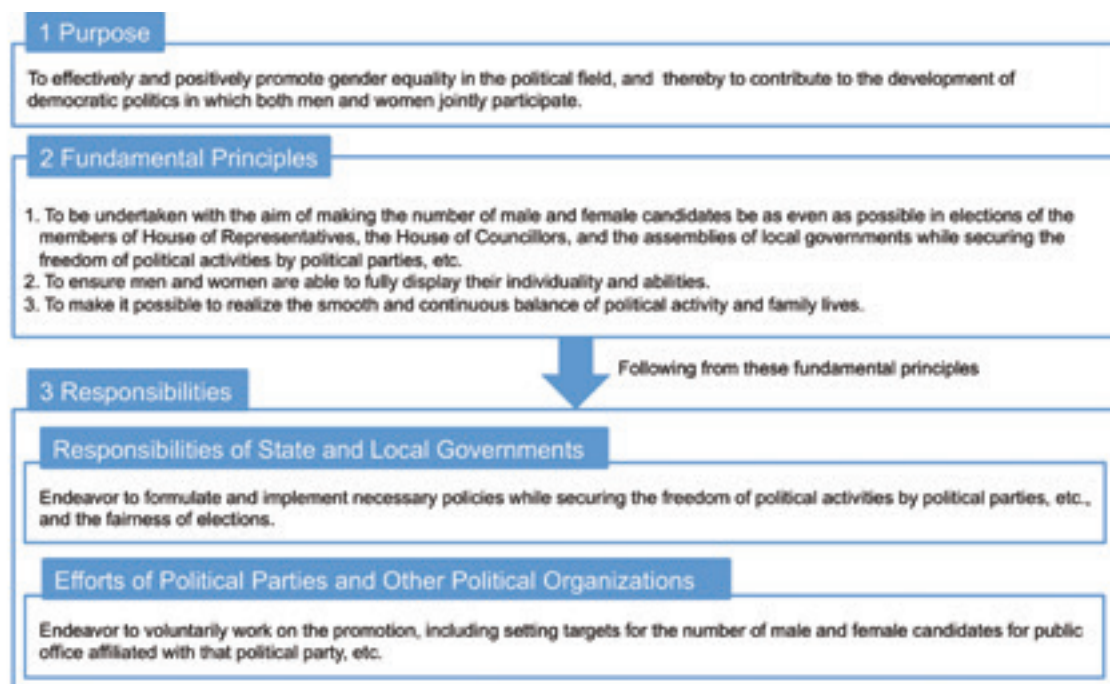 1 Purpose
To effectively and positively promote gender equality in the political field, and thereby to contribute to the development of
democratic politics in which both men and women jointly participate.
2 Fundamental Principles
1. To be undertaken with the aim of making the number of male and female candidates be as even as possible in elections of the
members of House of Representatives, the House of Councillors, and the assemblies of local governments while securing the
freedom of political activities by political parties, etc.
2. To ensure men and women are able to fully display their individuality and abilities.
3. To make it possible to realize the smooth and continuous balance of political activity and family lives.
Following from these fundamental principles
3 Responsibilities
Responsibilities of State and Local Governments
Endeavor to formulate and implement necessary policies while securing the freedom of political activities by political parties, etc.,
and the fairness of elections.
Efforts of Political Parties and Other Political Organizations
Endeavor to voluntarily work on the promotion, including setting targets for the number of male and female candidates for public
office affiliated with that political party, etc.